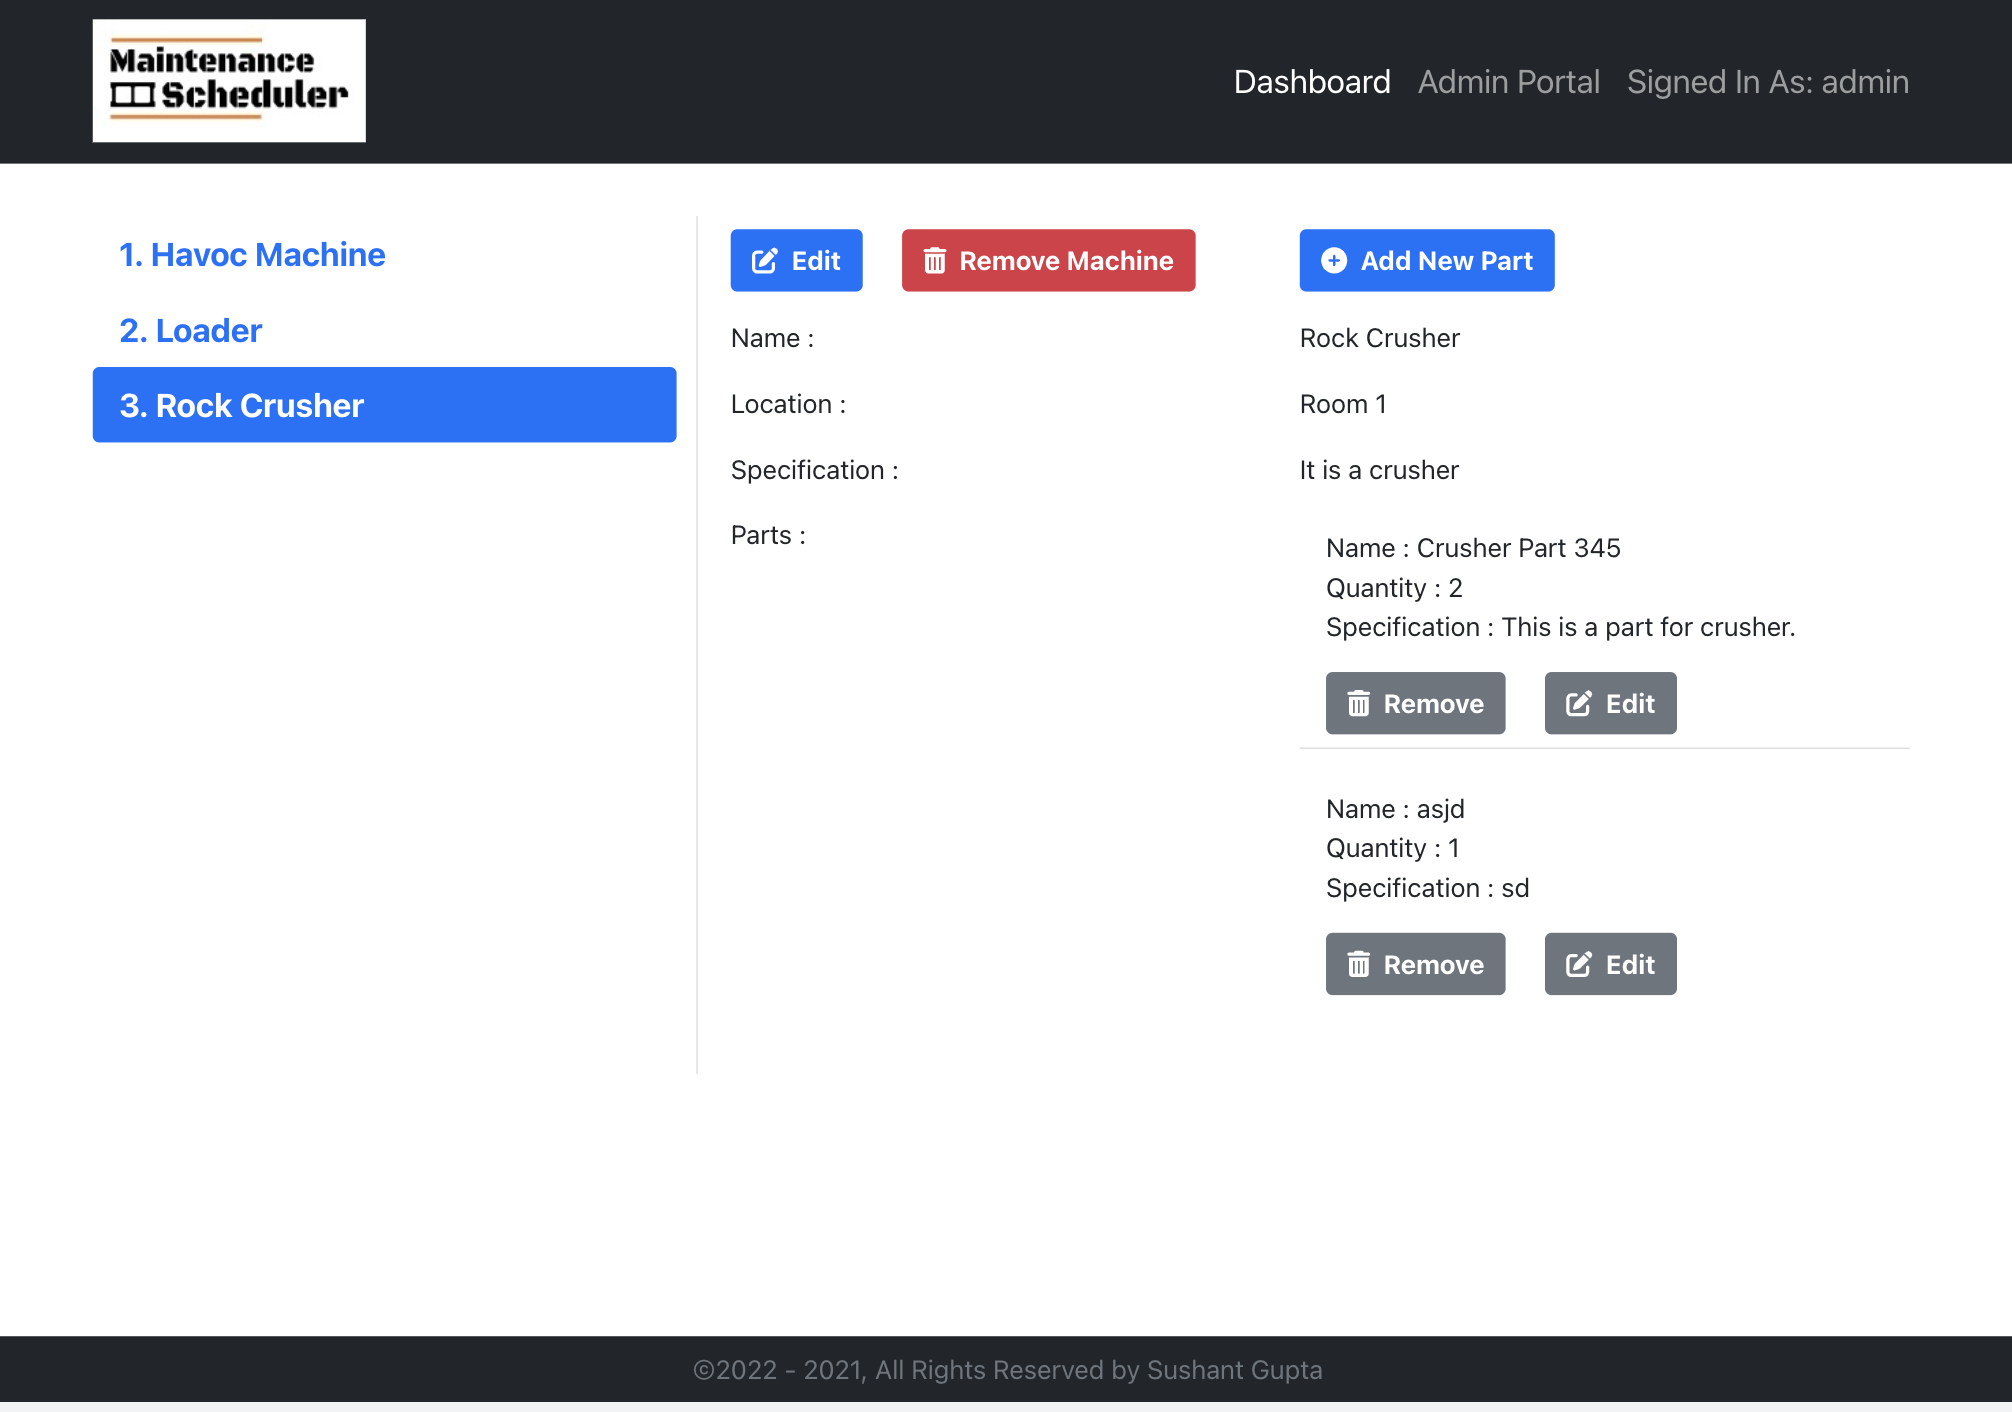 Maintenance
Scheduler
Dashboard Admin Portal Signed In As: admin
1. Havoc Machine
2. Loader
3. Rock Crusher
Edit Remove Machine Add New Part
Name : Rock Crusher
Location : Room 1
Specification : It is a crusher
Parts :
Name : Crusher Part 345
Quantity : 2
Specification : This is a part for crusher.
Remove Edit
Name : asjd
Quantity : 1
Specification : sd
Remove Edit
©2022 - 2021, All Rights Reserved by Sushant Gupta